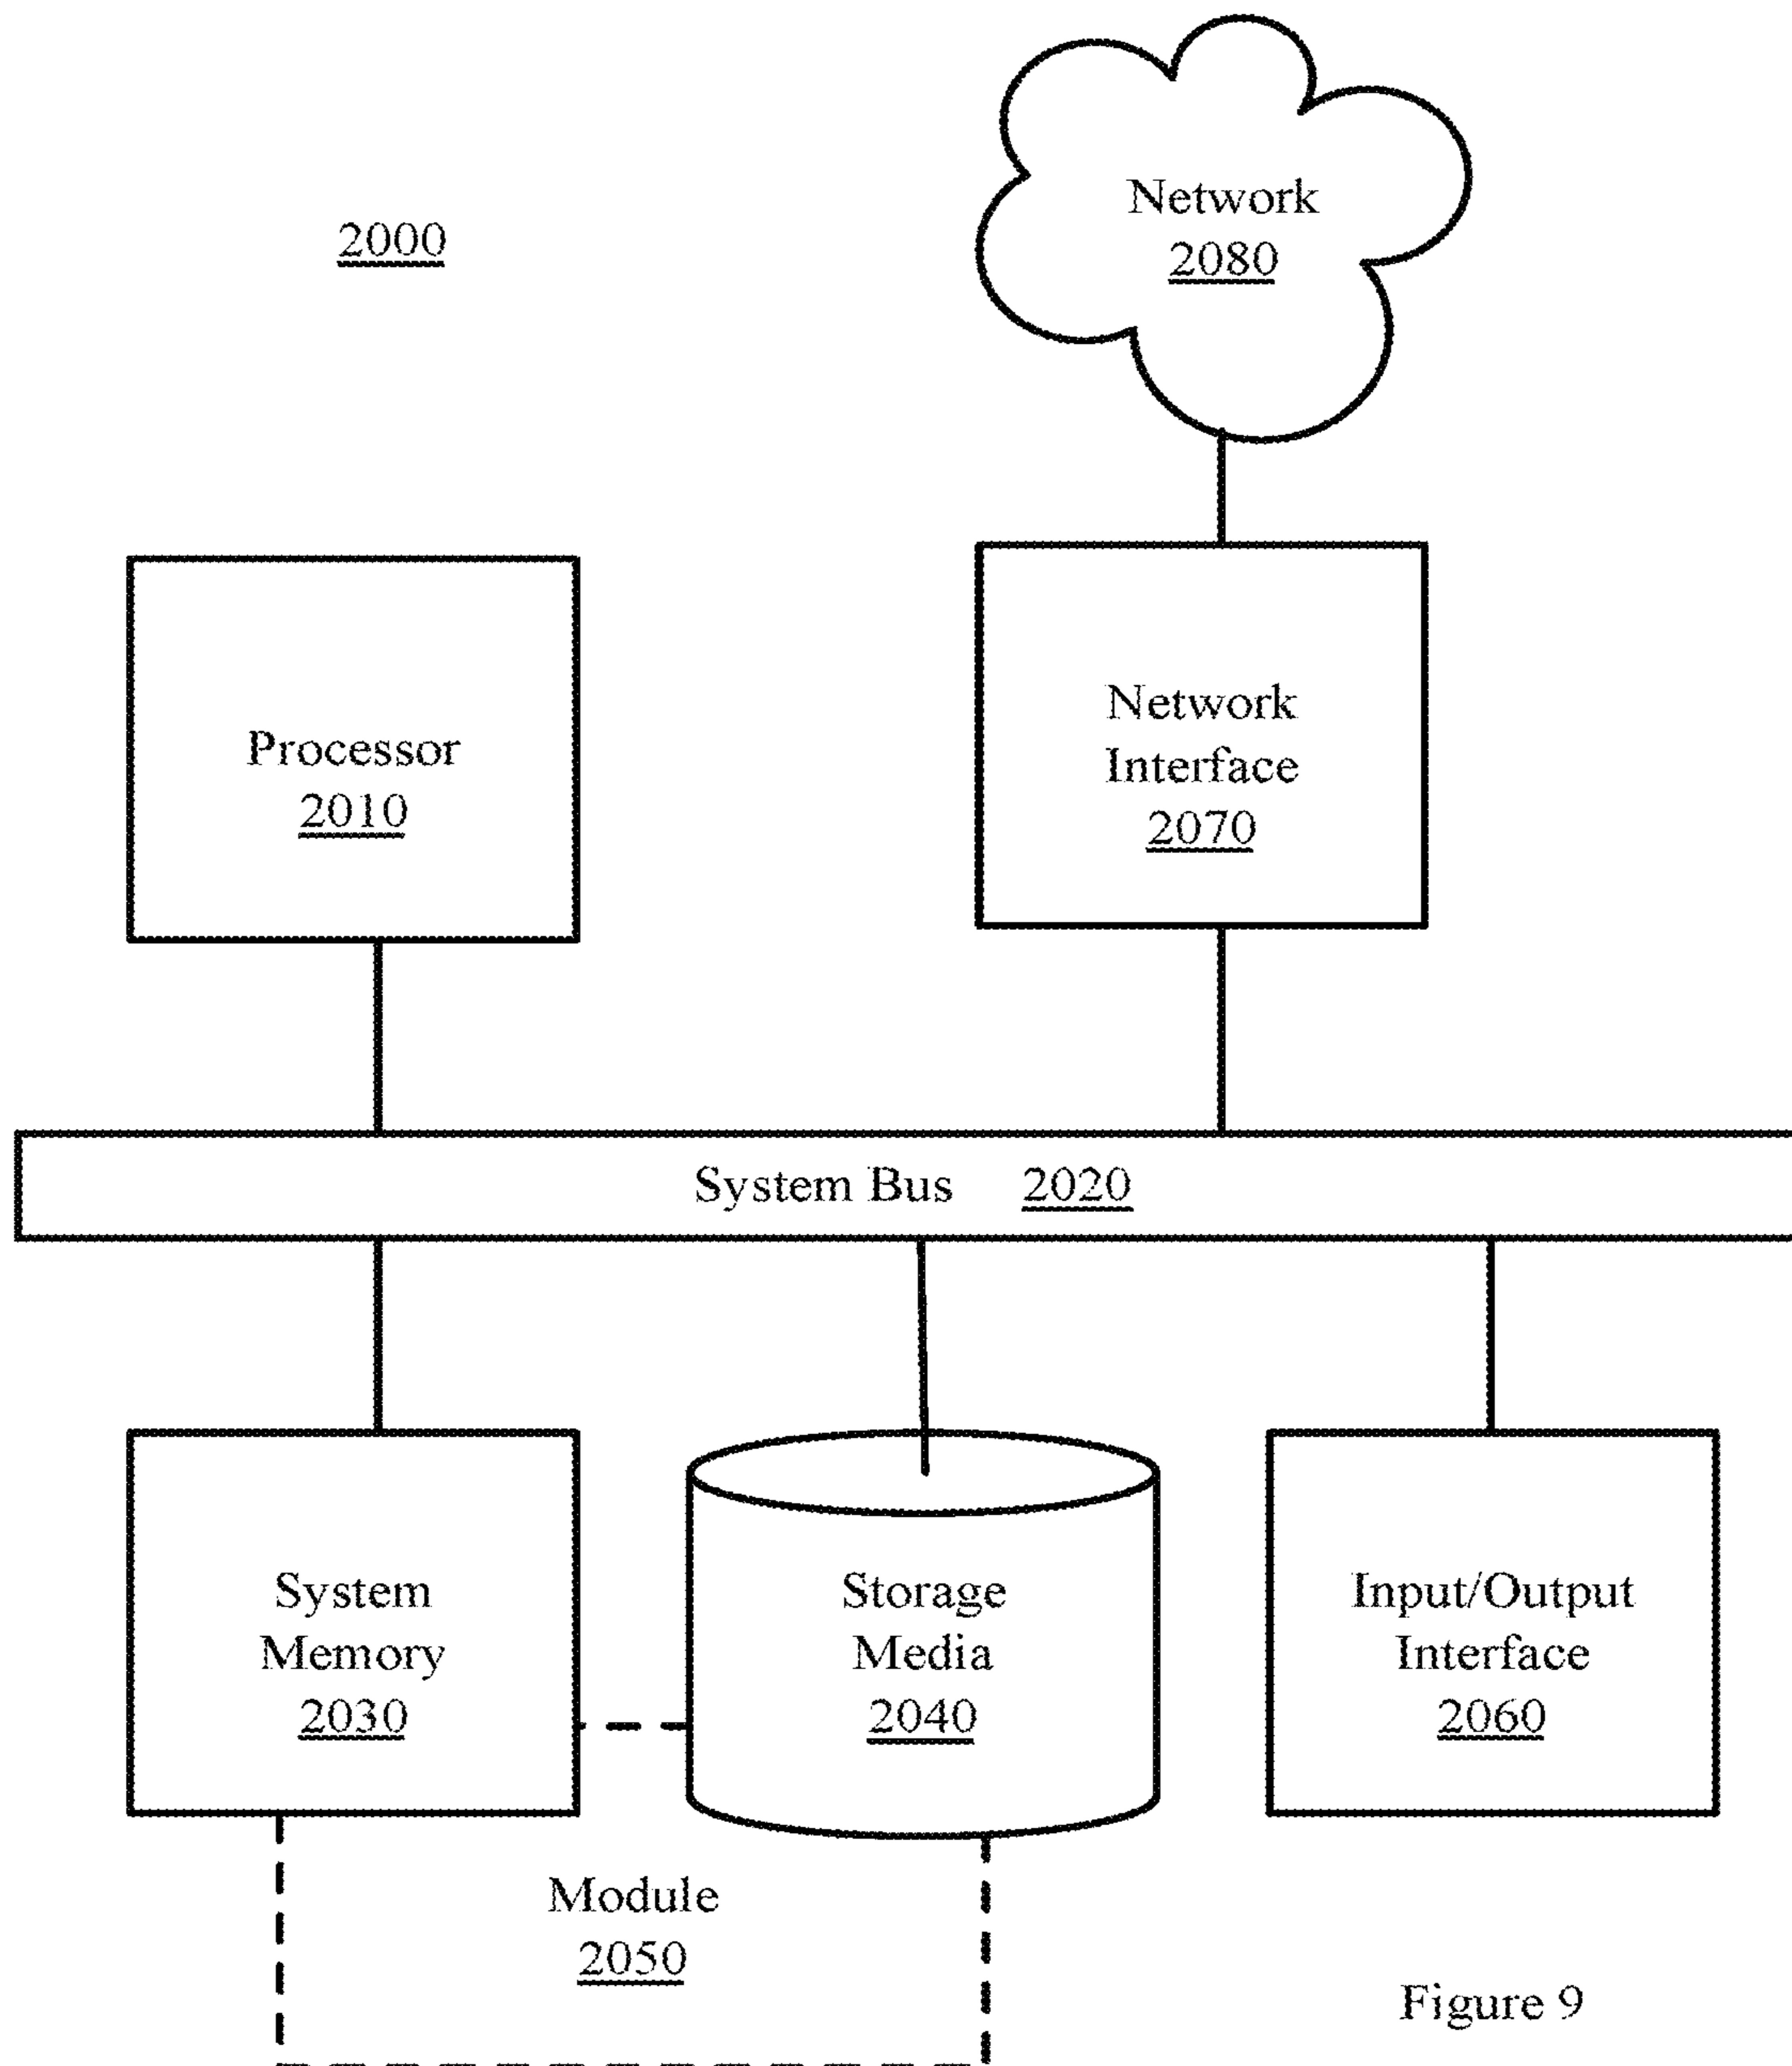 Network
2080
2000
Network
Interface
2070
Processor
2010
System Bus 2020
System
Memory
2030
Storage
Media
2040
Input/Output
Interface
2060
Module
2050
Figure 9